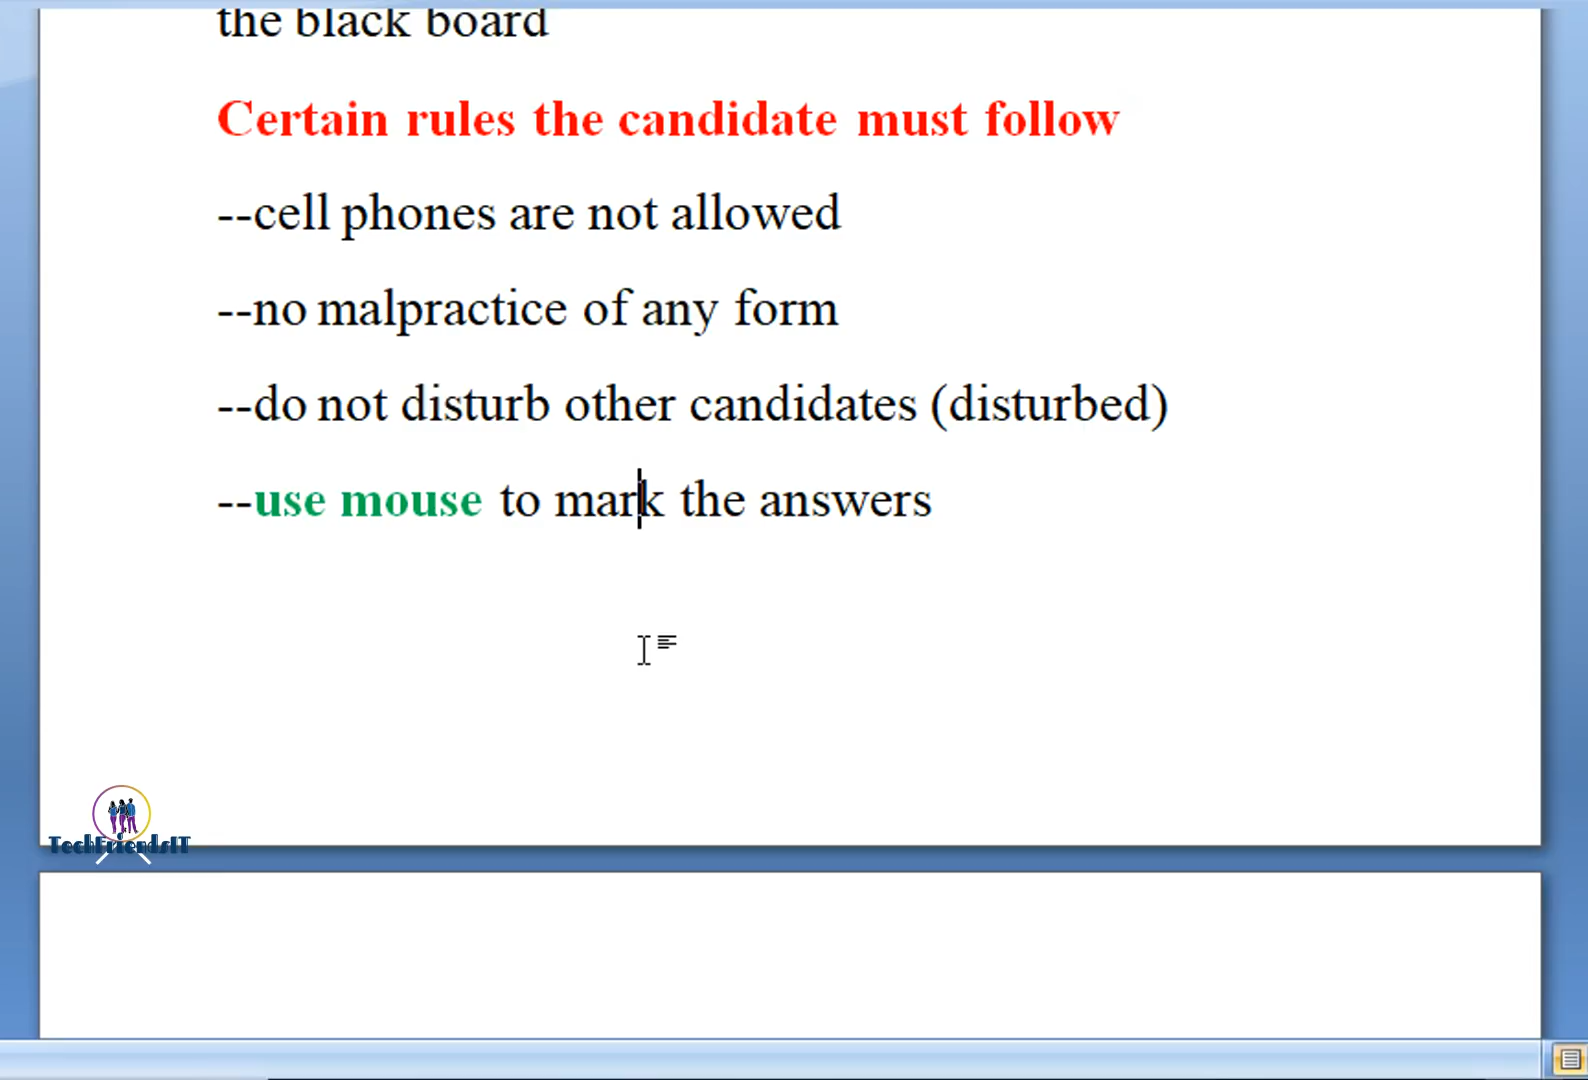 the black board
Certain rules the candidate must follow
--cell phones are not allowed
--no malpractice of any form
--do not disturb other candidates (disturbed)
--use mouse to mark the answers
TechFriendsIT